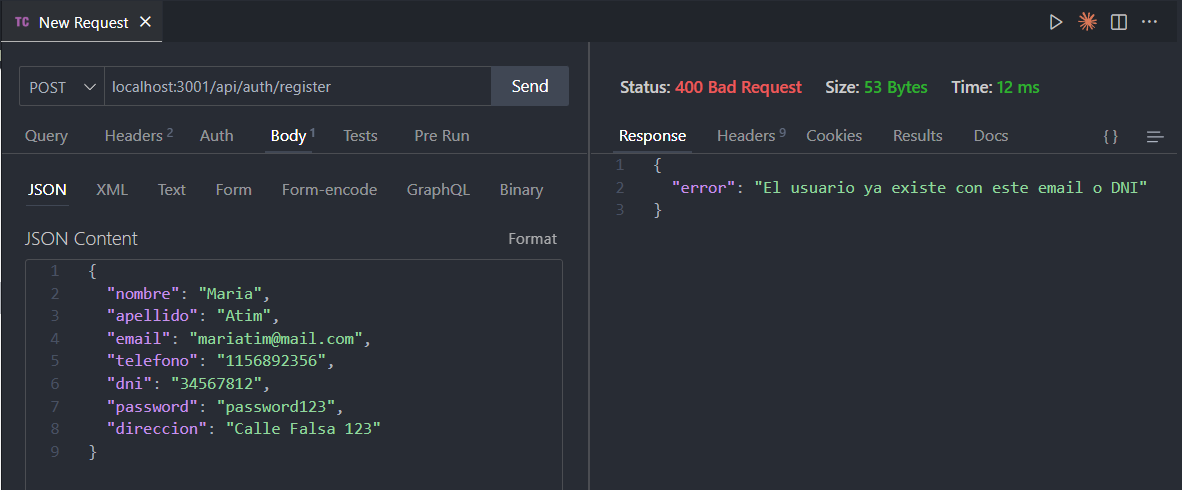 TC New Request
POST localhost:3001/api/auth/register Send
Query Headers 2 Auth Body 1 Tests Pre Run
JSON XML Text Form Form-encode GraphQL Binary
JSON Content Format
1 {
2 "nombre": "Maria",
3 "apellido": "Atim",
4 "email": "mariatim@mail.com",
5 "telefono": "1156892356",
6 "dni": "34567812",
7 "password": "password123",
8 "direccion": "Calle Falsa 123"
9 }
Status: 400 Bad Request Size: 53 Bytes Time: 12 ms
Response Headers 9 Cookies Results Docs { }
1 {
2 "error": "El usuario ya existe con este email o DNI"
3 }